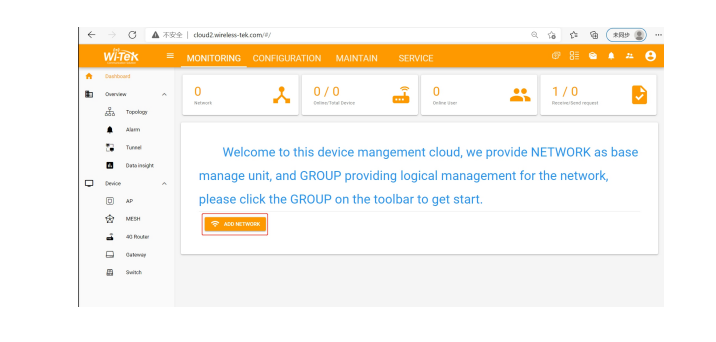 不安全 | cloud2.wireless-tek.com/#/
未同步
Wi-Tek
MONITORING CONFIGURATION MAINTAIN SERVICE
Dashboard
Overview
Topology
Alarm
Tunnel
Data insight
Device
AP
MESH
4G Router
Gateway
Switch
0
Network
0 / 0
Online/Total Device
0
Online User
1 / 0
Receive/Send request
Welcome to this device mangement cloud, we provide NETWORK as base
manage unit, and GROUP providing logical management for the network,
please click the GROUP on the toolbar to get start.
ADD NETWORK